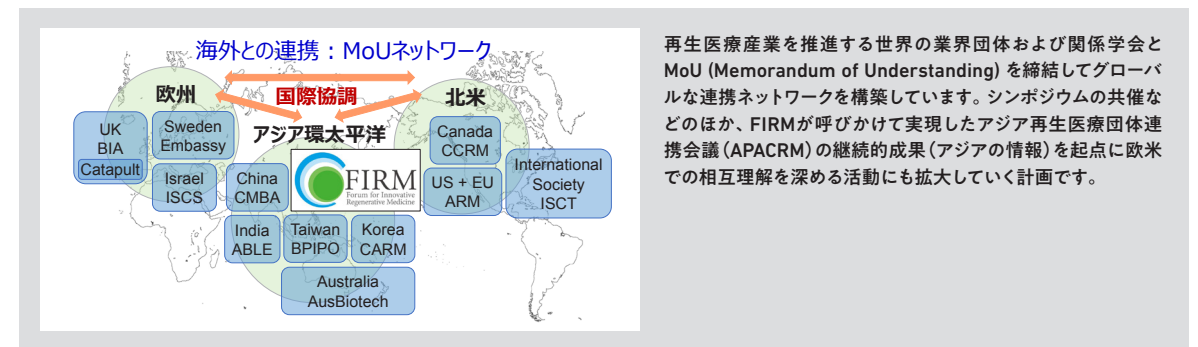 海外との連携：MoUネットワーク
欧州
国際協調
北米
アジア環太平洋
UK
BIA
Catapult
Sweden
Embassy
Israel
ISCS
China
CMBA
FIRM
Forum for Innovative
Regenerative Medicine
Canada
CCRM
US + EU
ARM
International
Society
ISCT
India
ABLE
Taiwan
BPIPO
Korea
CARM
Australia
AusBiotech
再生医療産業を推進する世界の業界団体および関係学会と
MoU (Memorandum of Understanding) を締結してグローバ
ルな連携ネットワークを構築しています。シンポジウムの共催な
どのほか、FIRMが呼びかけて実現したアジア再生医療団体連
携会議（APACRM）の継続的成果（アジアの情報）を起点に欧米
での相互理解を深める活動にも拡大していく計画です。